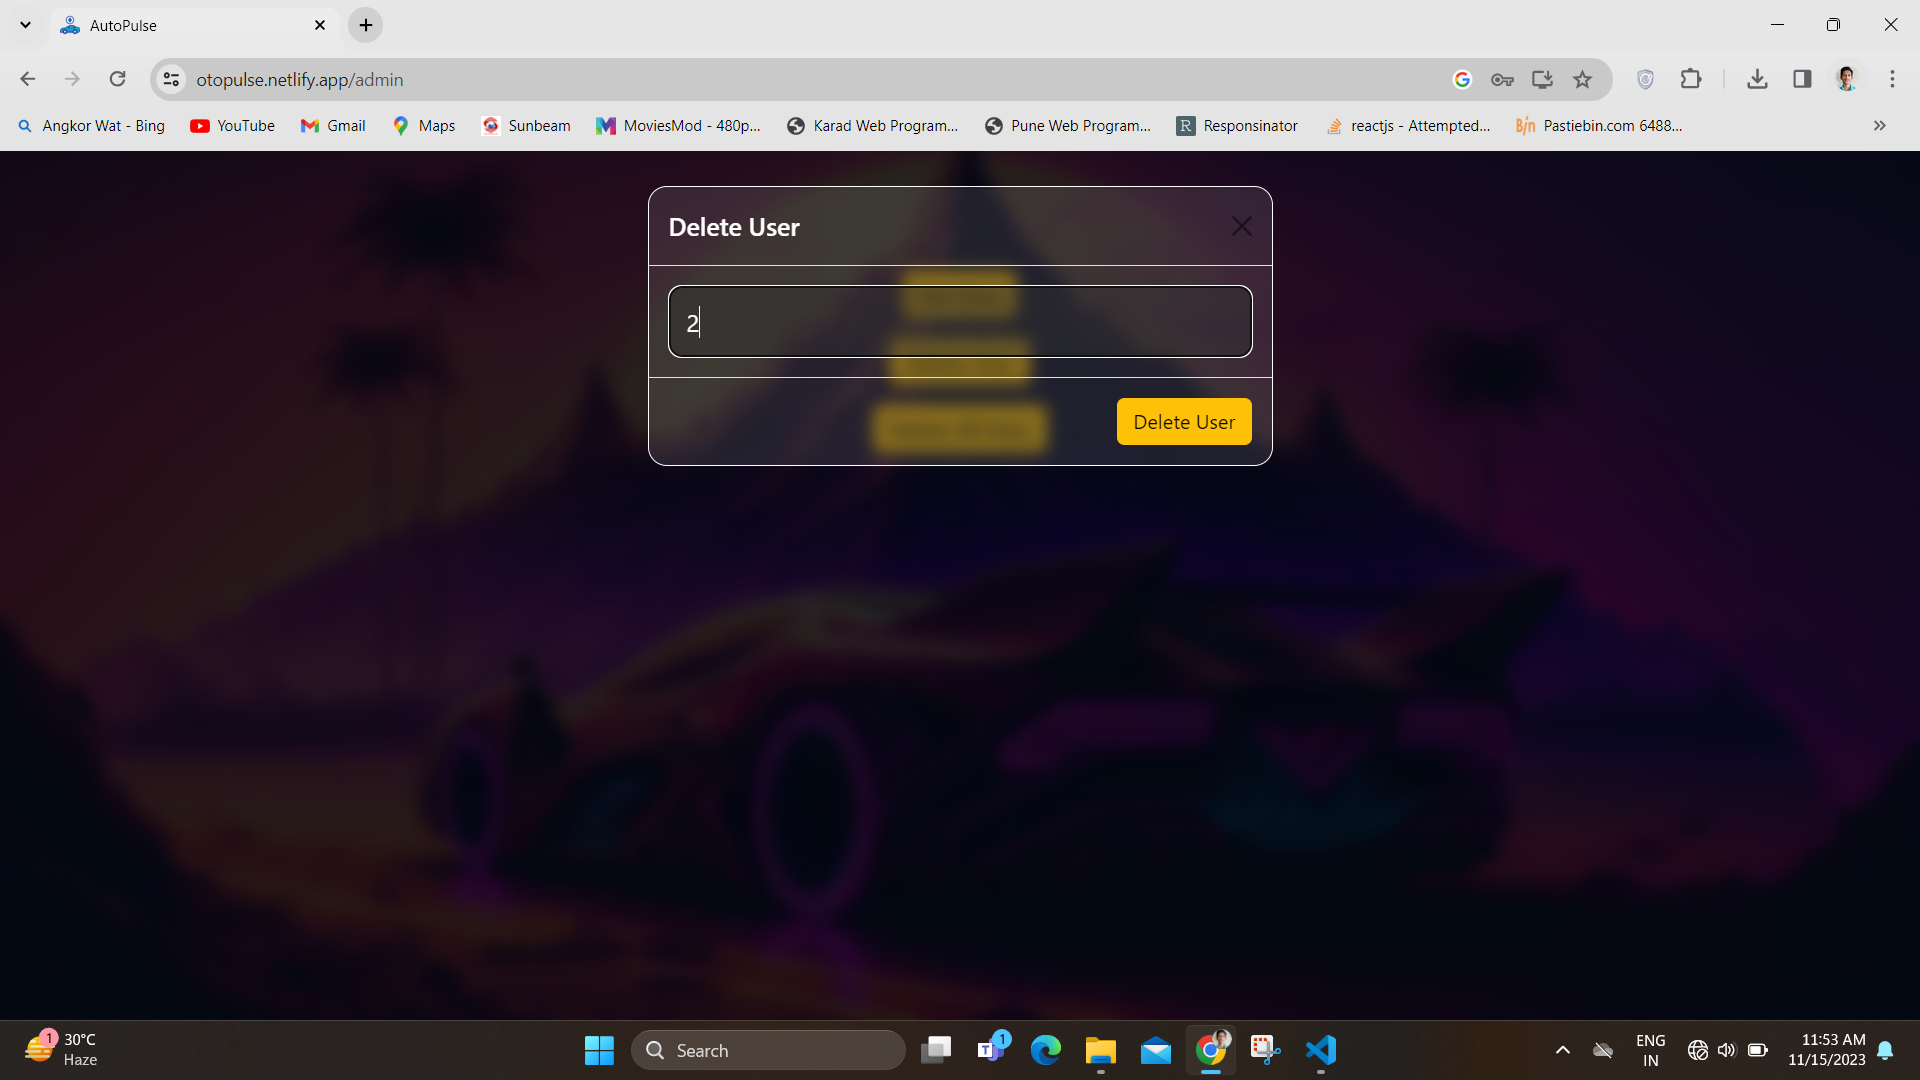 AutoPulse
otopulse.netlify.app/admin
Angkor Wat - Bing
YouTube
Gmail
Maps
Sunbeam
MoviesMod - 480p...
Karad Web Program...
Pune Web Program...
R
Responsinator
reactjs - Attempted...
Bin
Pastiebin.com 6488...
Delete User
2
Delete User
1
30°C
Haze
Search
T
1
ENG
IN
11:53 AM
11/15/2023